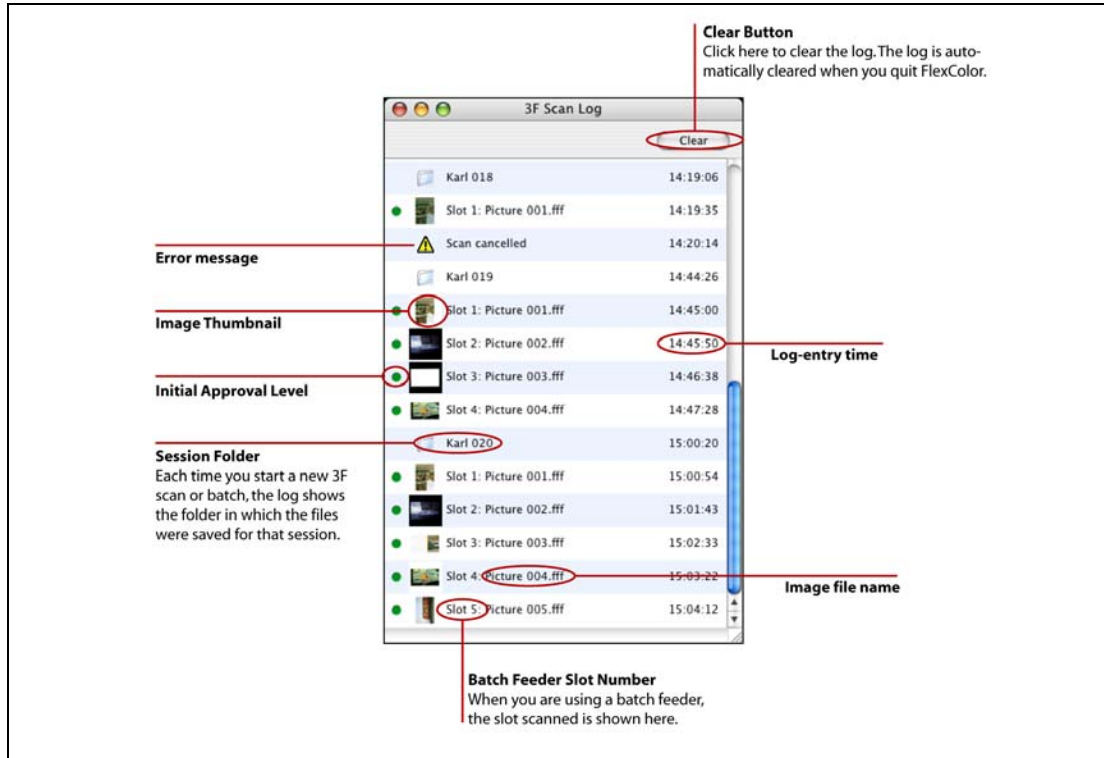 Clear Button
Click here to clear the log. The log is auto-
matically cleared when you quit FlexColor.
3F Scan Log
Clear
Karl 018 14:19:06
Slot 1: Picture 001.fff 14:19:35
Scan cancelled 14:20:14
Error message
Karl 019 14:44:26
Slot 1: Picture 001.fff 14:45:00
Image Thumbnail
Slot 2: Picture 002.fff 14:45:50
Log-entry time
Slot 3: Picture 003.fff 14:46:38
Initial Approval Level
Slot 4: Picture 004.fff 14:47:28
Karl 020 15:00:20
Session Folder
Each time you start a new 3F
scan or batch, the log shows
the folder in which the files
were saved for that session.
Slot 1: Picture 001.fff 15:00:54
Slot 2: Picture 002.fff 15:01:43
Slot 3: Picture 003.fff 15:02:33
Slot 4: Picture 004.fff 15:03:22
Image file name
Slot 5: Picture 005.fff 15:04:12
Batch Feeder Slot Number
When you are using a batch feeder,
the slot scanned is shown here.